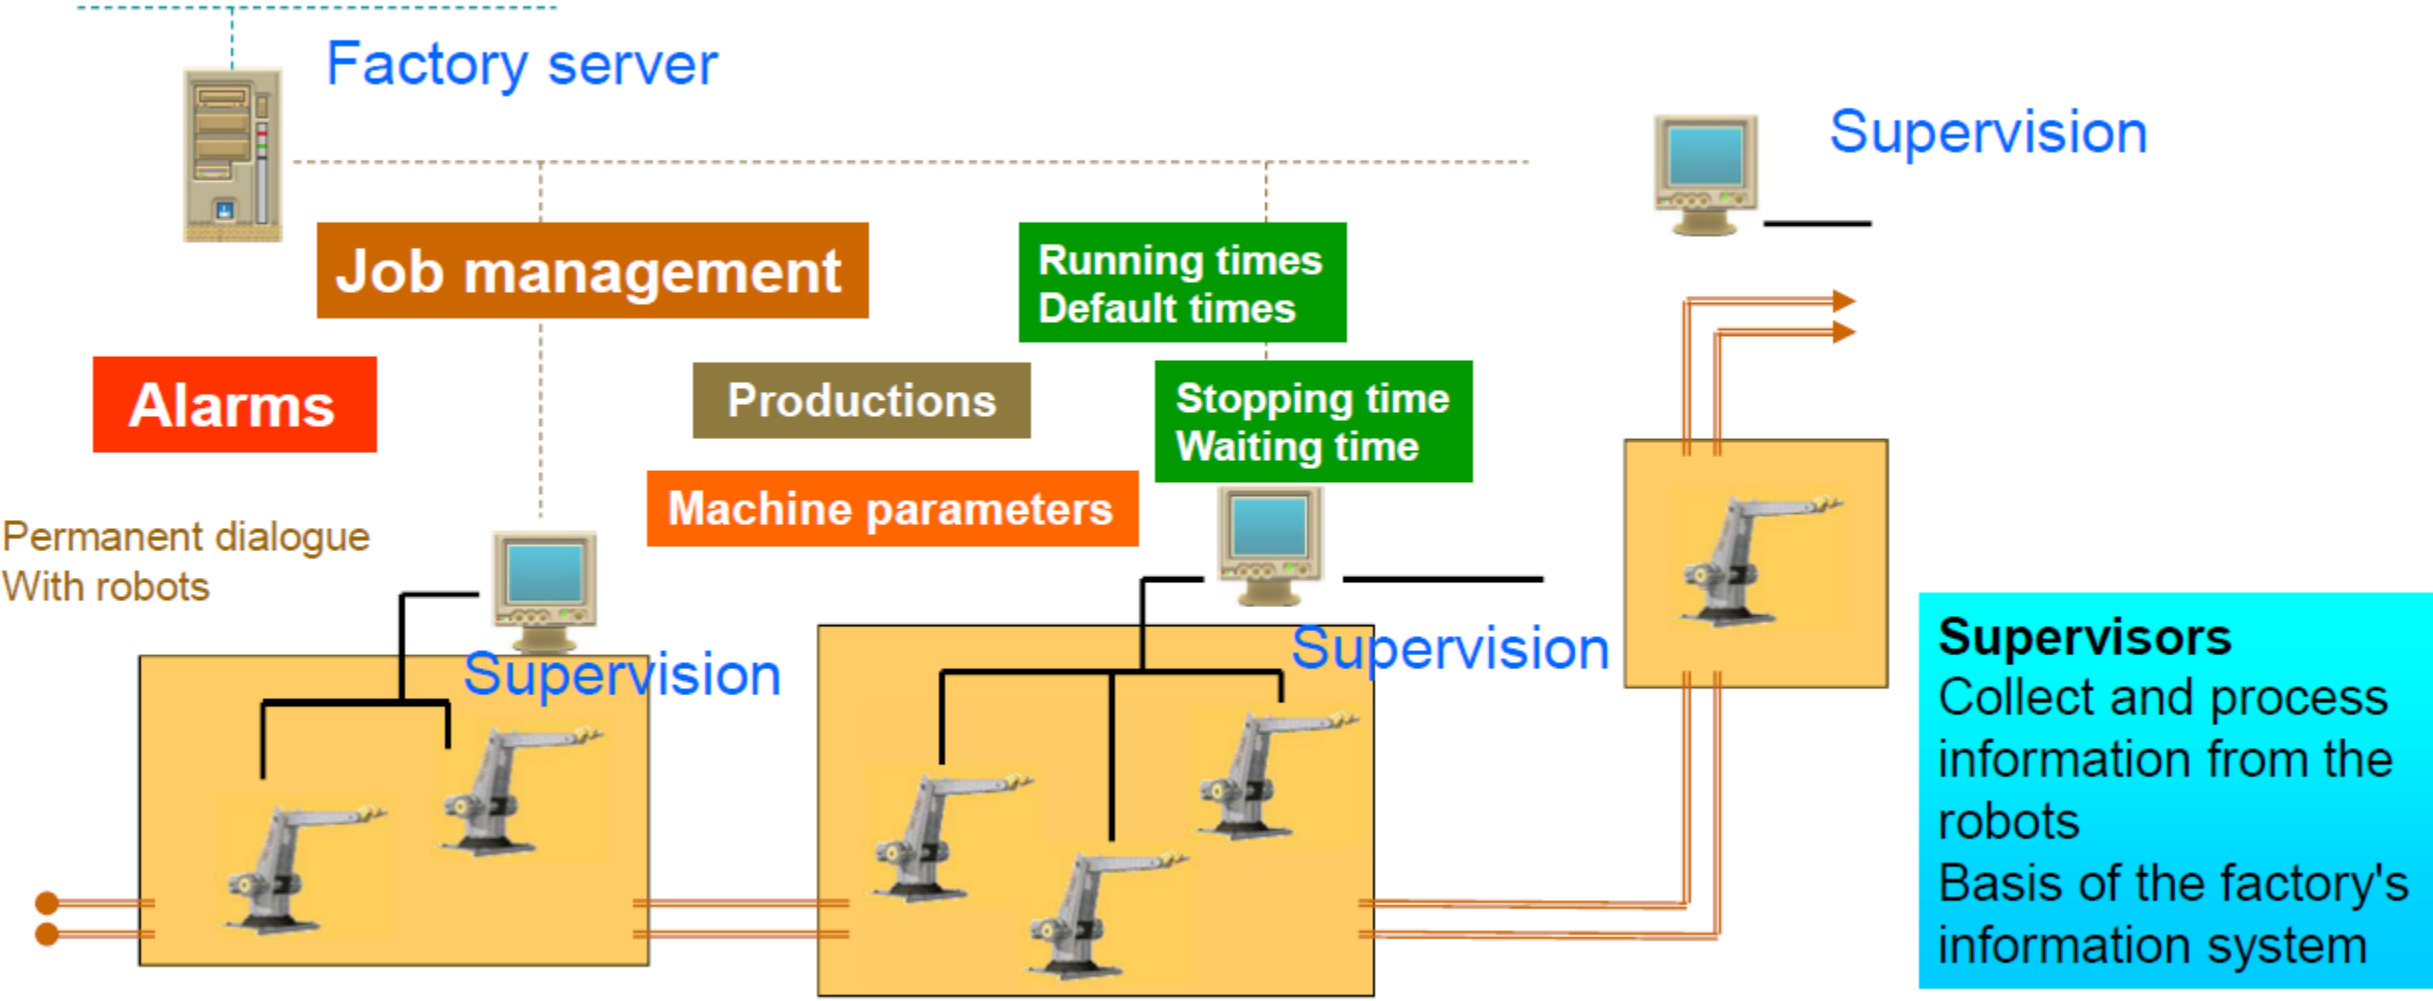 Factory server
Supervision
Job management
Running times
Default times
Alarms
Productions
Stopping time
Waiting time
Machine parameters
Permanent dialogue
With robots
Supervision
Supervision
Supervisors
Collect and process
information from the
robots
Basis of the factory's
information system